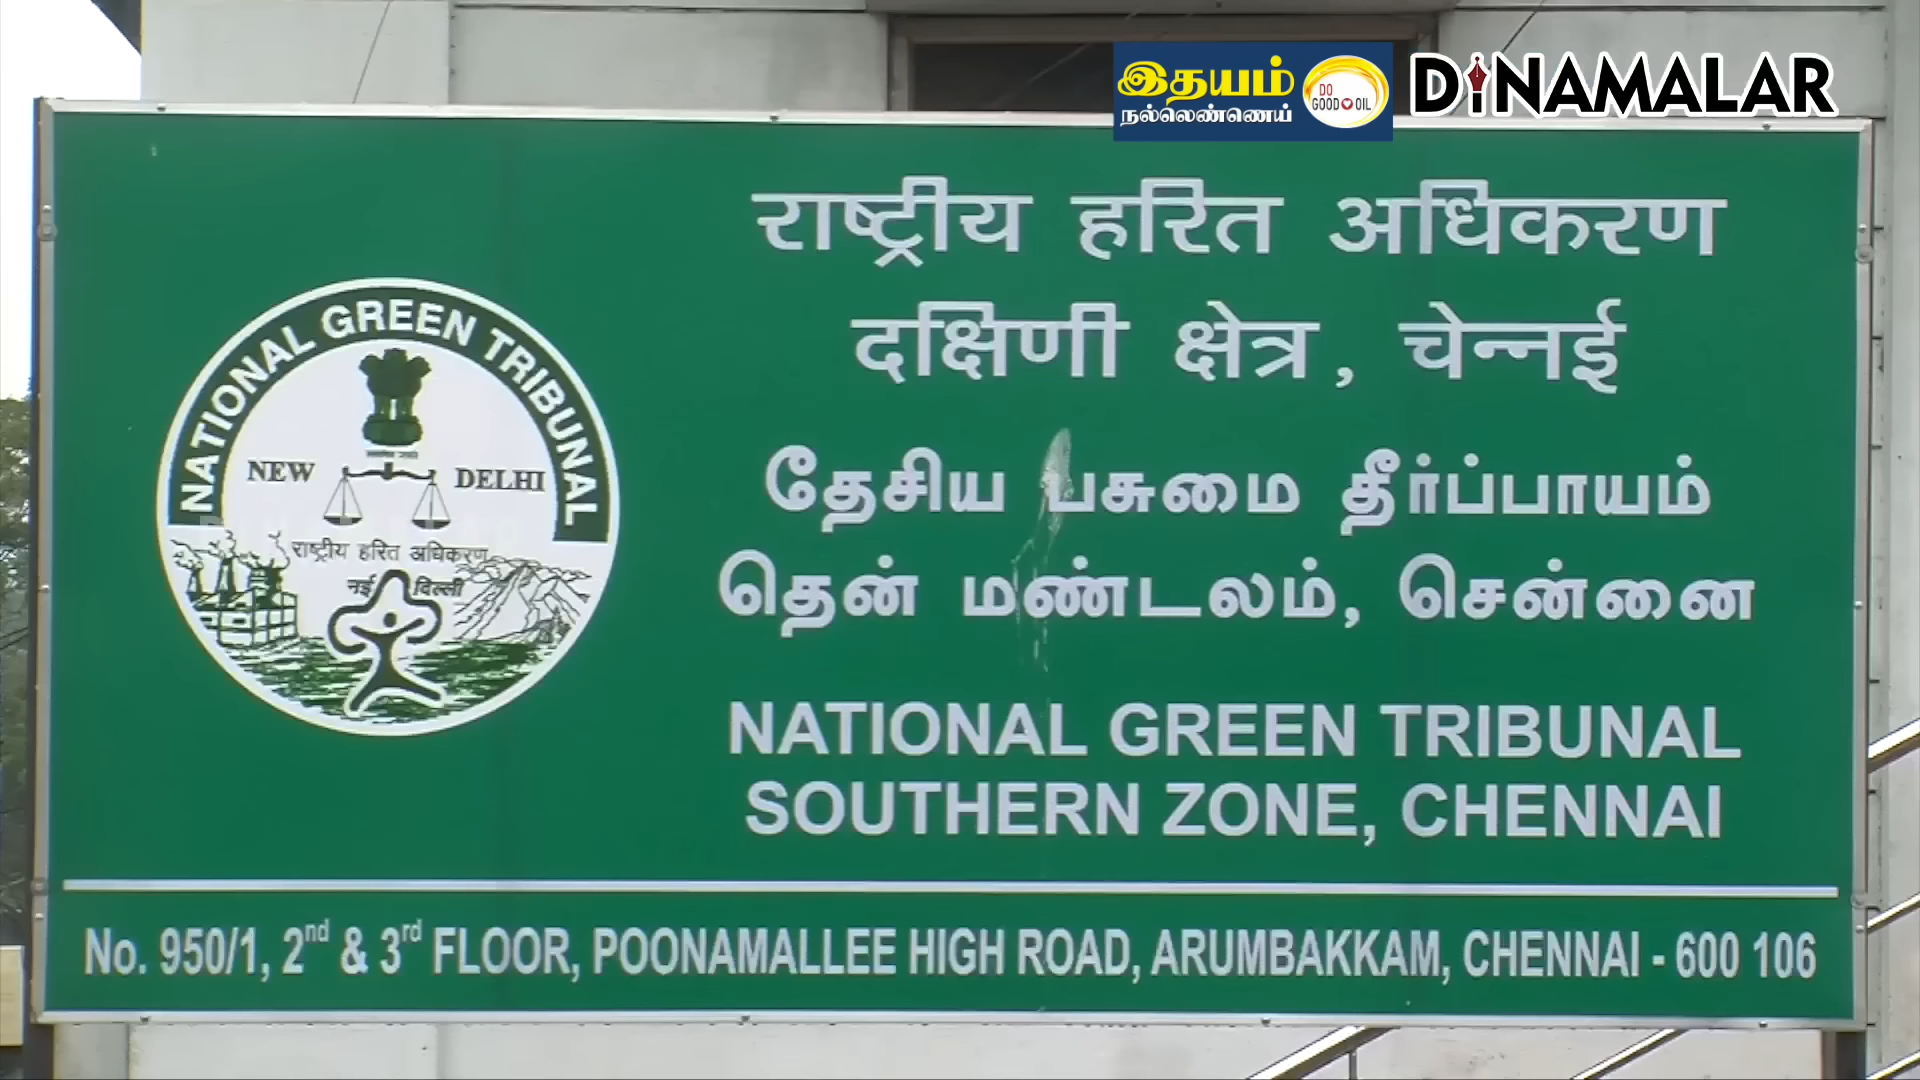 இதயம்
நல்லெண்ணெய்
DO
GOOD OIL
DINAMALAR
राष्ट्रीय हरित अधिकरण
दक्षिणी क्षेत्र, चेन्नई
தேசிய பசுமை தீர்ப்பாயம்
தென் மண்டலம், சென்னை
NATIONAL GREEN TRIBUNAL
SOUTHERN ZONE, CHENNAI
NATIONAL GREEN TRIBUNAL
NEW DELHI
राष्ट्रीय हरित अधिकरण
नई दिल्ली
No. 950/1, 2nd & 3rd FLOOR, POONAMALLEE HIGH ROAD, ARUMBAKKAM, CHENNAI - 600 106